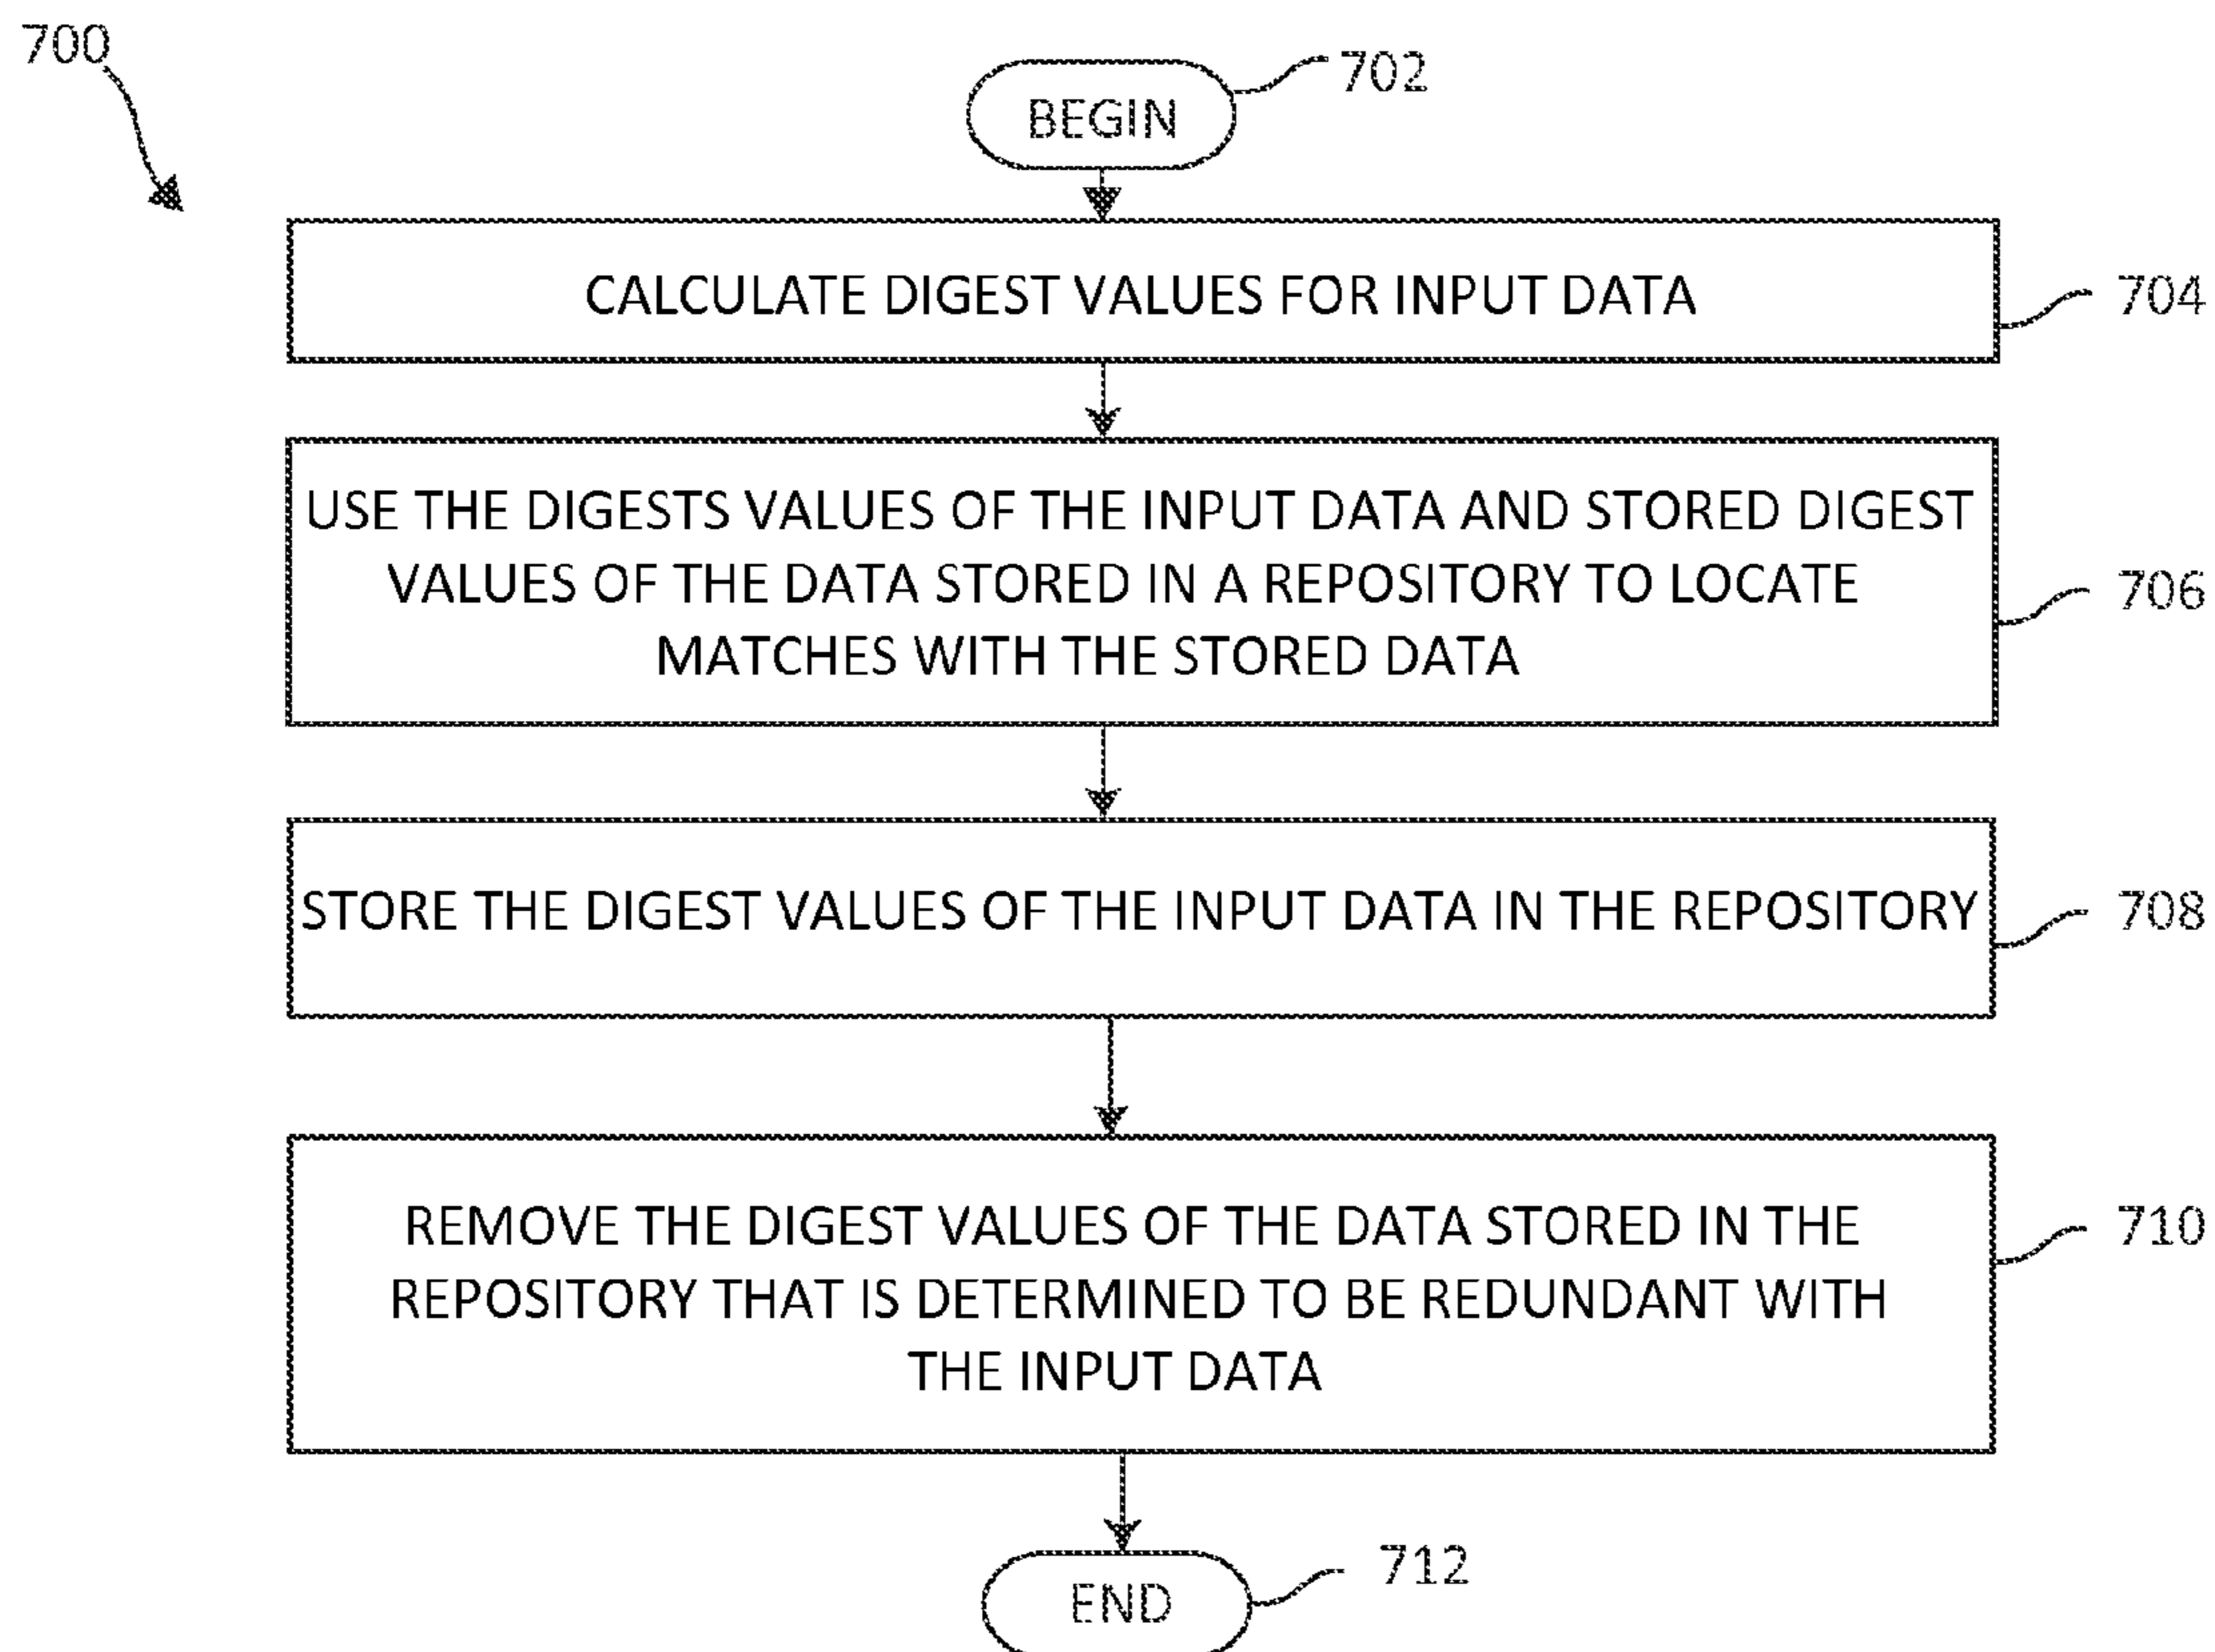 700
702
BEGIN
CALCULATE DIGEST VALUES FOR INPUT DATA
704
USE THE DIGESTS VALUES OF THE INPUT DATA AND STORED DIGEST
VALUES OF THE DATA STORED IN A REPOSITORY TO LOCATE
MATCHES WITH THE STORED DATA
706
STORE THE DIGEST VALUES OF THE INPUT DATA IN THE REPOSITORY
708
REMOVE THE DIGEST VALUES OF THE DATA STORED IN THE
REPOSITORY THAT IS DETERMINED TO BE REDUNDANT WITH
THE INPUT DATA
710
712
END